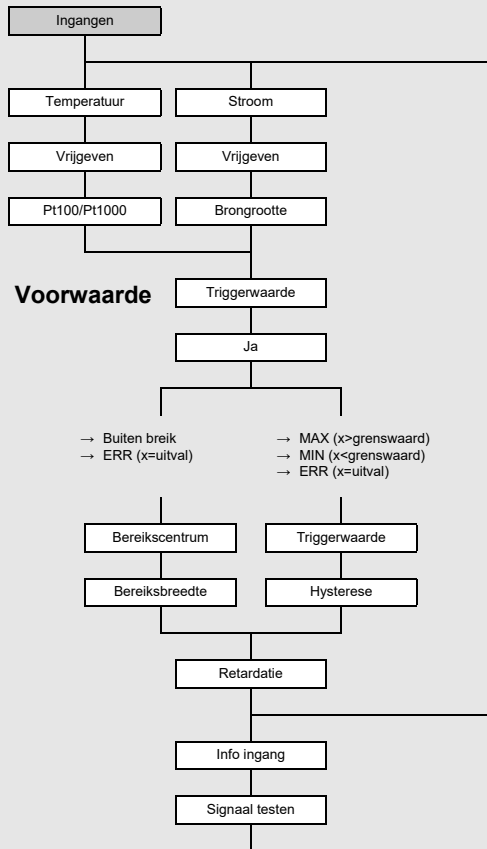 Ingangen
Temperatuur
Stroom
Vrijgeven
Vrijgeven
Pt100/Pt1000
Brongrootte
Voorwaarde
Triggerwaarde
Ja
→ Buiten breik
→ ERR (x=uitval)
→ MAX (x>grenswaard)
→ MIN (x<grenswaard)
→ ERR (x=uitval)
Bereikscentrum
Triggerwaarde
Bereiksbreedte
Hysterese
Retardatie
Info ingang
Signaal testen